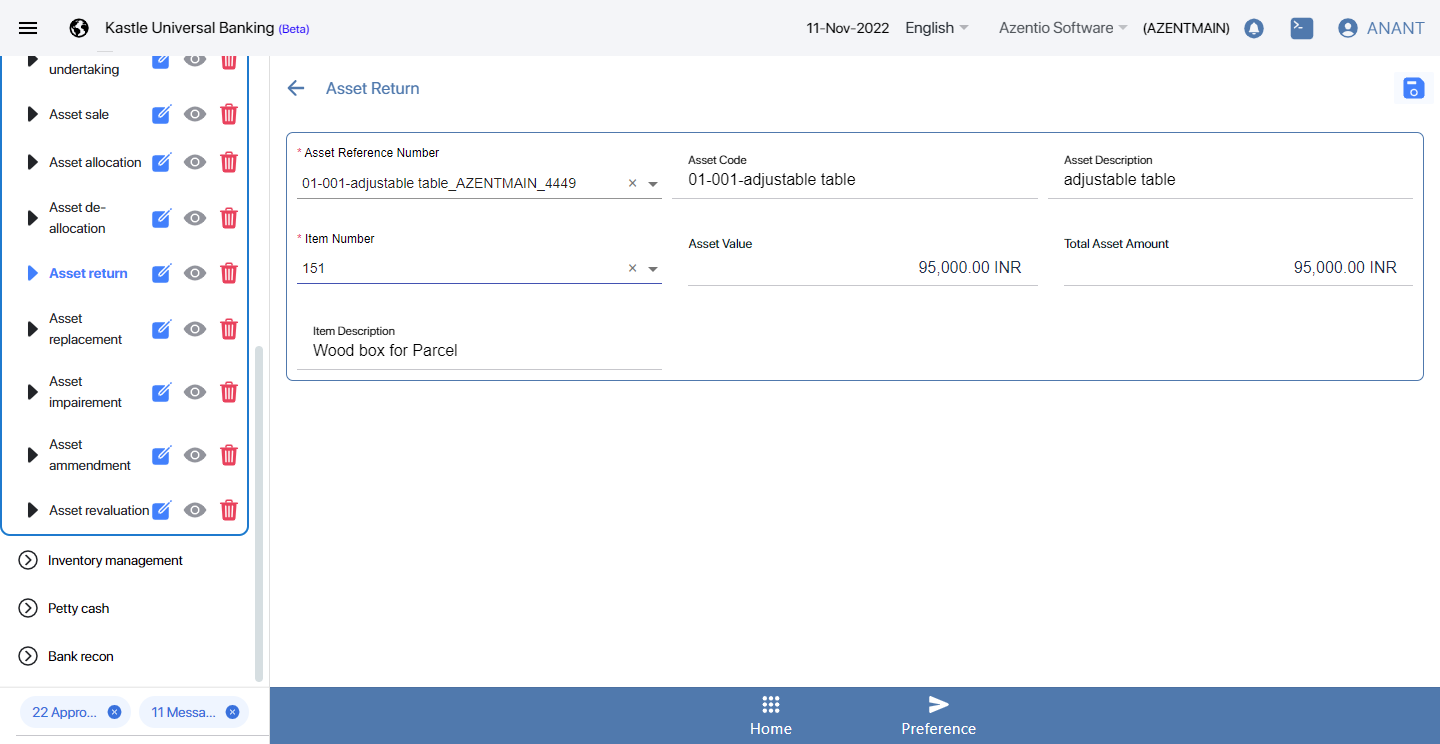 Kastle Universal Banking (Beta)
11-Nov-2022
English
Azentio Software
(AZENTMAIN)
ANANT
undertaking
Asset sale
Asset allocation
Asset de-
allocation
Asset return
Asset
replacement
Asset
impairement
Asset
ammendment
Asset revaluation
Inventory management
Petty cash
Bank recon
22 Appro...
11 Messa...
Asset Return
* Asset Reference Number
01-001-adjustable table_AZENTMAIN_4449
Asset Code
01-001-adjustable table
Asset Description
adjustable table
* Item Number
151
Asset Value
95,000.00 INR
Total Asset Amount
95,000.00 INR
Item Description
Wood box for Parcel
Home
Preference